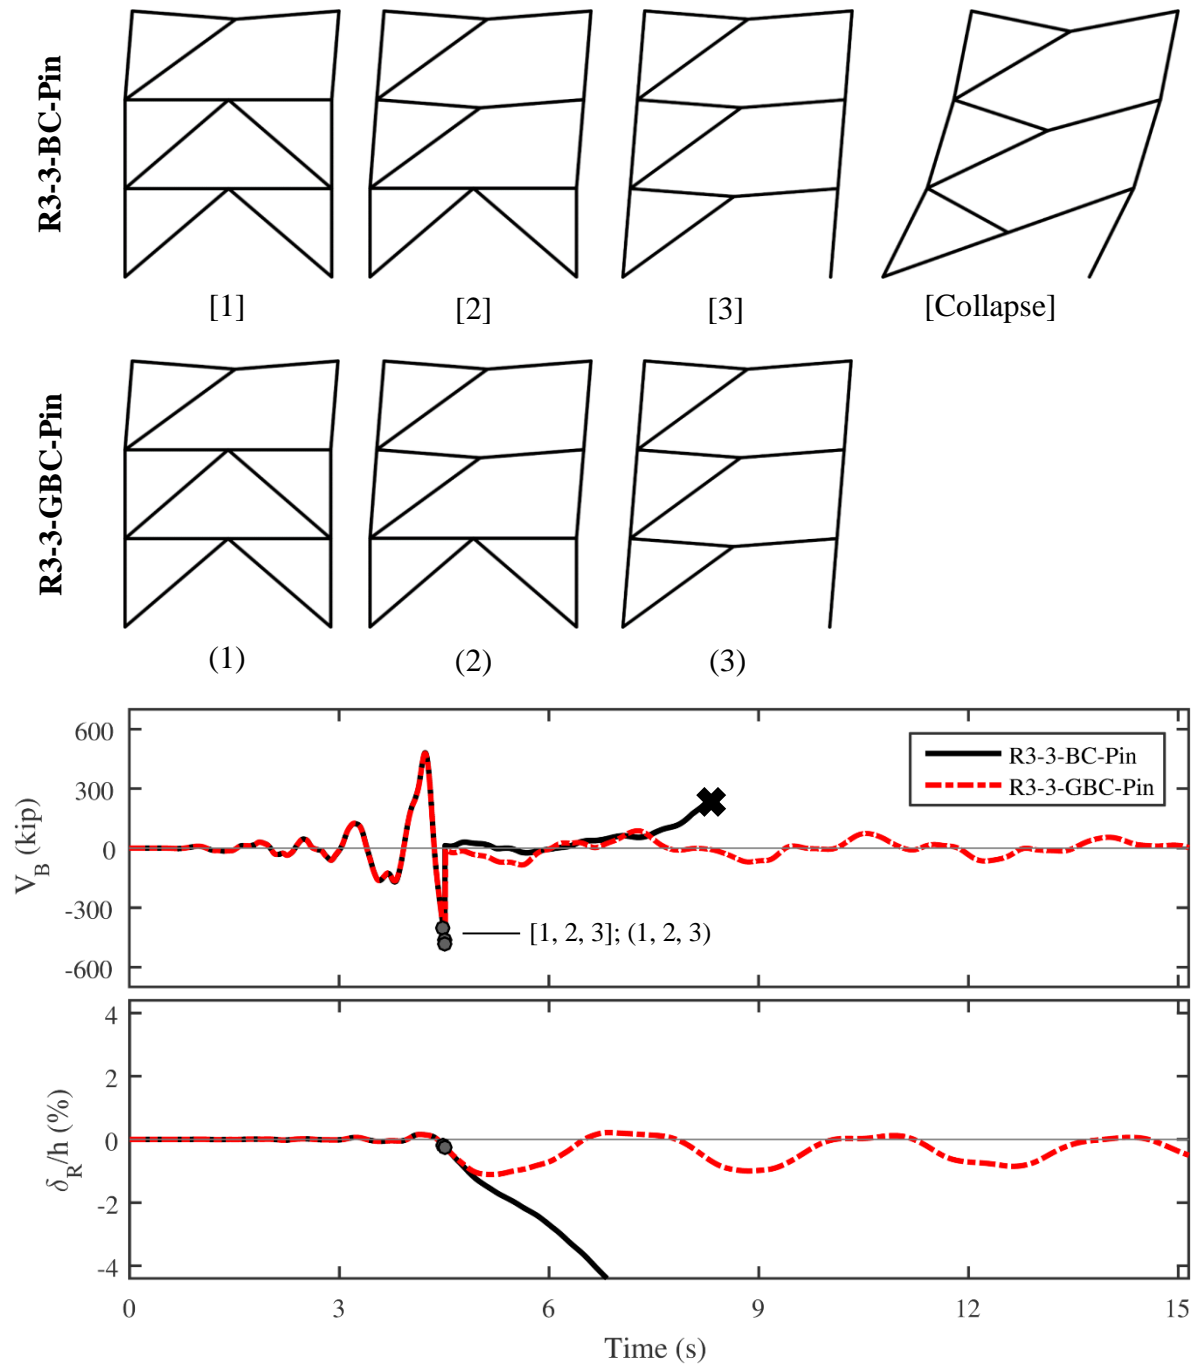 R3-3-BC-Pin
[1]
[2]
[3]
[Collapse]
R3-3-GBC-Pin
(1)
(2)
(3)
V_B (kip)
600
300
0
-300
-600
R3-3-BC-Pin
R3-3-GBC-Pin
[1, 2, 3]; (1, 2, 3)
δ_R/h (%)
4
2
0
-2
-4
0
3
6
9
12
15
Time (s)